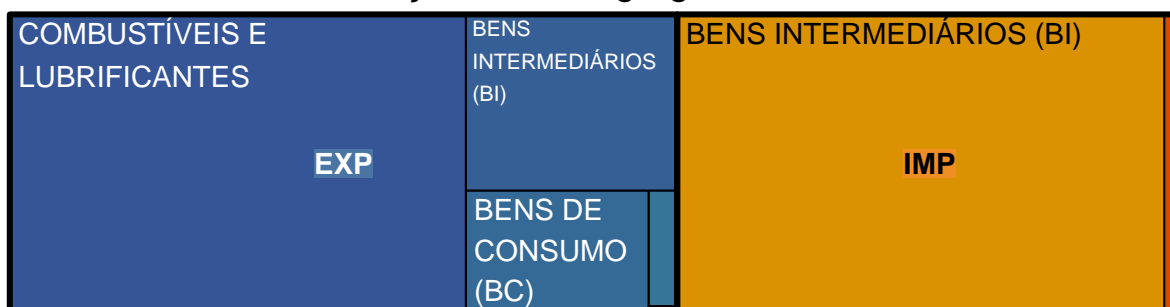 COMBUSTÍVEIS E
LUBRIFICANTES
EXP
BENS
INTERMEDIÁRIOS
(BI)
BENS DE
CONSUMO
(BC)
BENS INTERMEDIÁRIOS (BI)
IMP